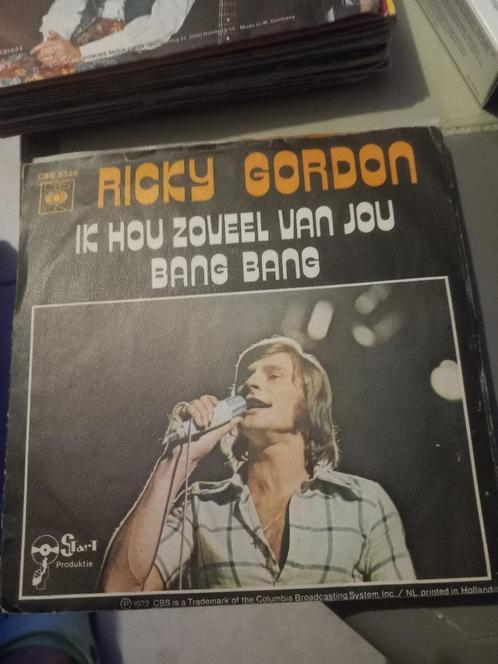 Made in W. Germany
CBS 8326
CBS
RICKY GORDON
IK HOU ZOVEEL VAN JOU
BANG BANG
Start
Produktie
Ⓟ 1972 CBS is a Trademark of the Columbia Broadcasting System Inc. / NL printed in Holland